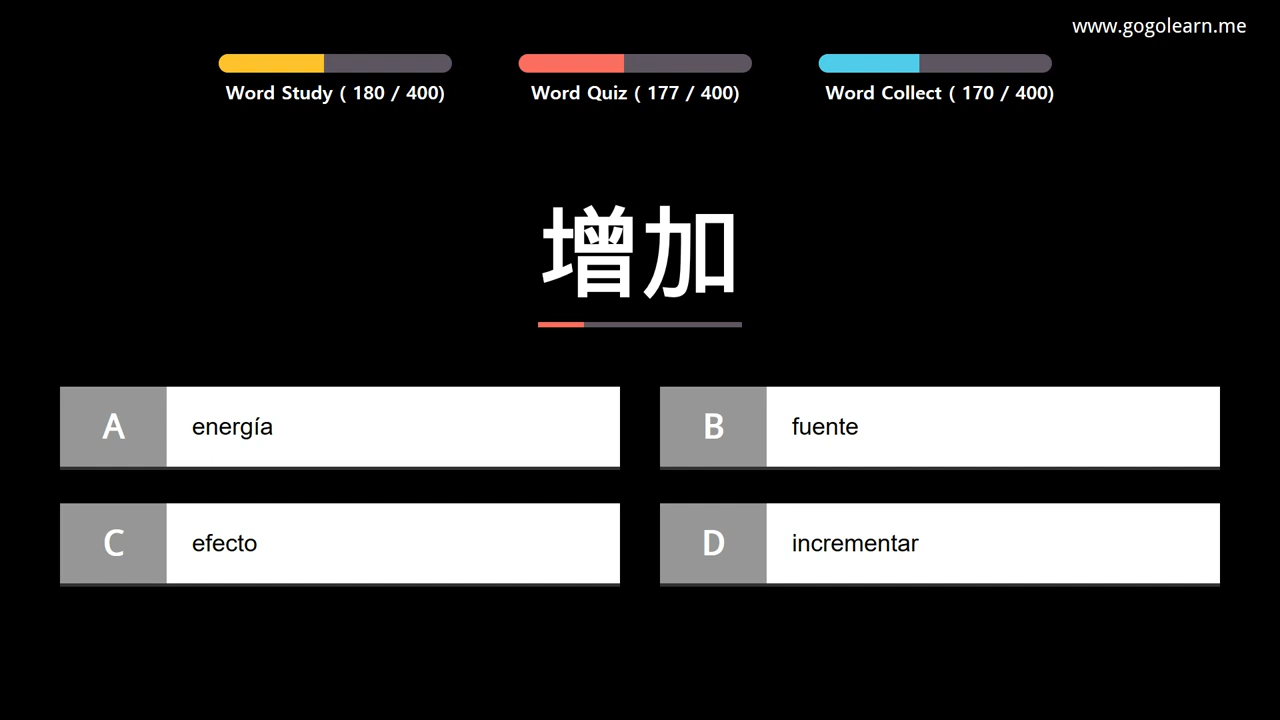 www.gogolearn.me
Word Study ( 180 / 400)
Word Quiz ( 177 / 400)
Word Collect ( 170 / 400)
增加
A energía
B fuente
C efecto
D incrementar